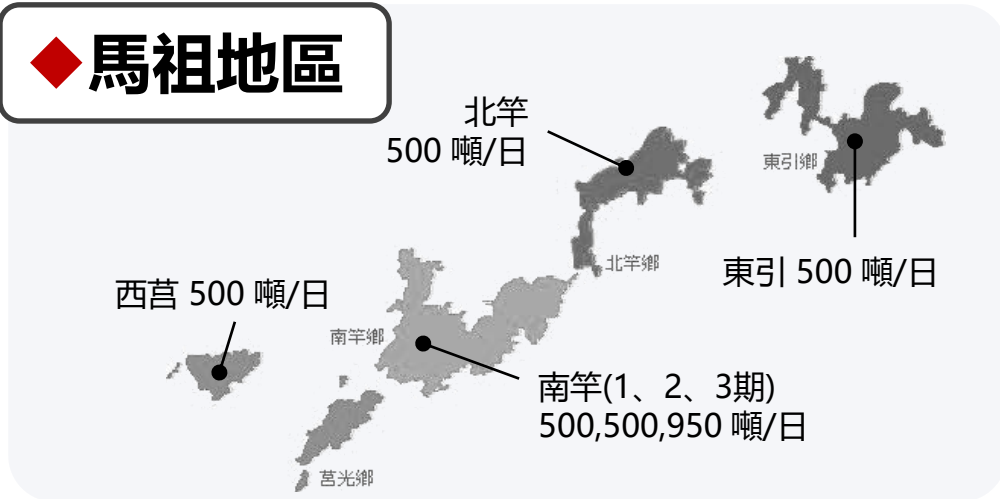 ◆馬祖地區
北竿
500 噸/日
東引鄉
北竿鄉
東引 500 噸/日
西莒 500 噸/日
南竿鄉
南竿(1、2、3期)
500,500,950 噸/日
莒光鄉